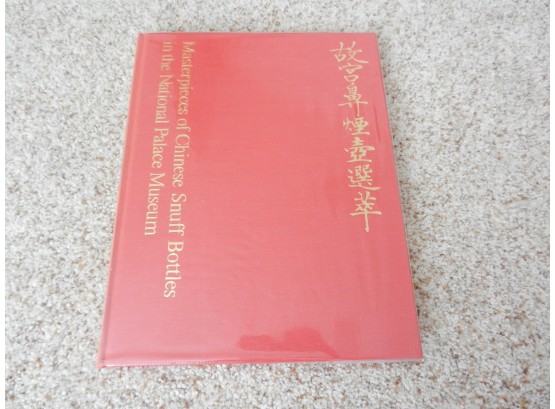 故宮鼻煙壺選萃
Masterpieces of Chinese Snuff Bottles
in the National Palace Museum